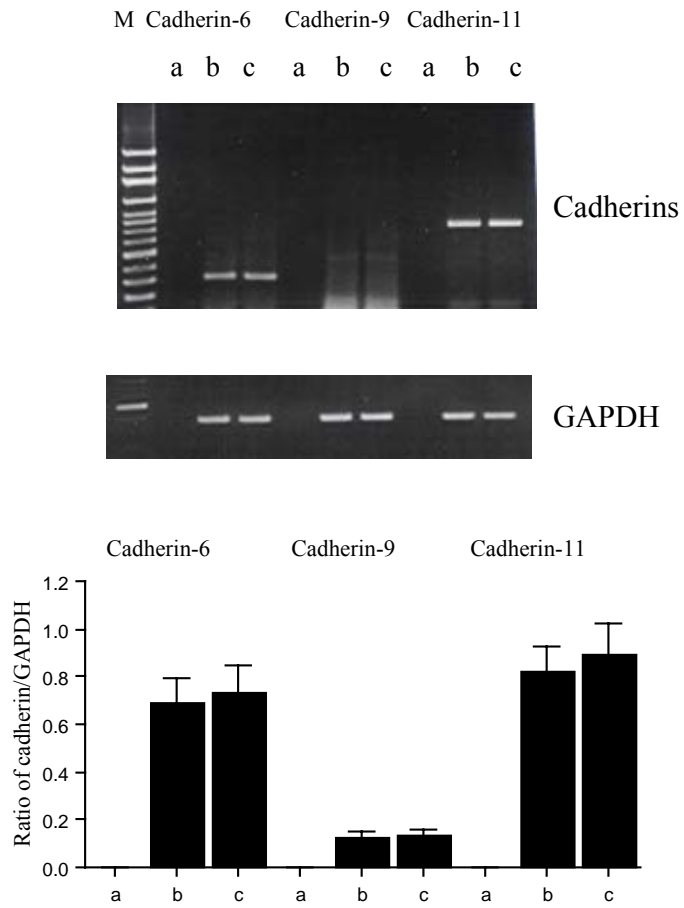 M Cadherin-6 Cadherin-9 Cadherin-11
a b c a b c a b c
Cadherins
GAPDH
Cadherin-6 Cadherin-9 Cadherin-11
1.2
1.0
0.8
0.6
0.4
0.2
0.0
Ratio of cadherin/GAPDH
a b c a b c a b c